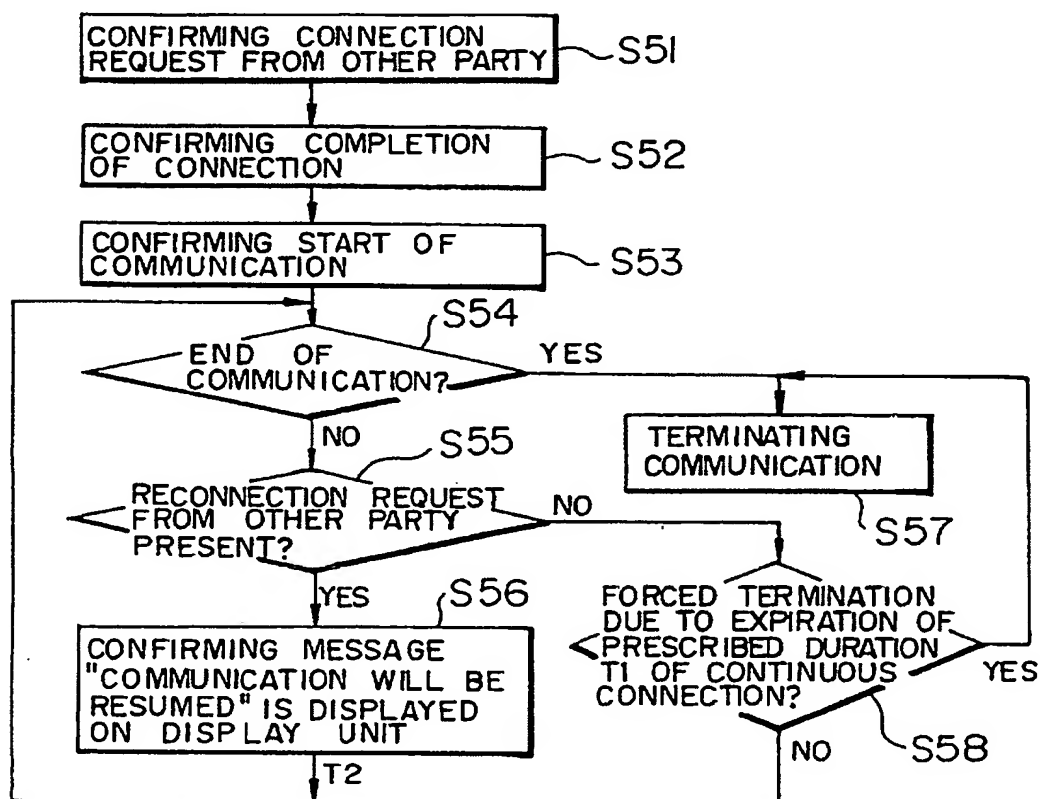 CONFIRMING CONNECTION
REQUEST FROM OTHER PARTY
S51
CONFIRMING COMPLETION
OF CONNECTION
S52
CONFIRMING START OF
COMMUNICATION
S53
S54
END OF
COMMUNICATION?
YES
NO
TERMINATING
COMMUNICATION
S57
S55
RECONNECTION REQUEST
FROM OTHER PARTY
PRESENT?
NO
YES
S56
CONFIRMING MESSAGE
"COMMUNICATION WILL BE
RESUMED" IS DISPLAYED
ON DISPLAY UNIT
T2
FORCED TERMINATION
DUE TO EXPIRATION OF
PRESCRIBED DURATION
T1 OF CONTINUOUS
CONNECTION?
YES
NO
S58